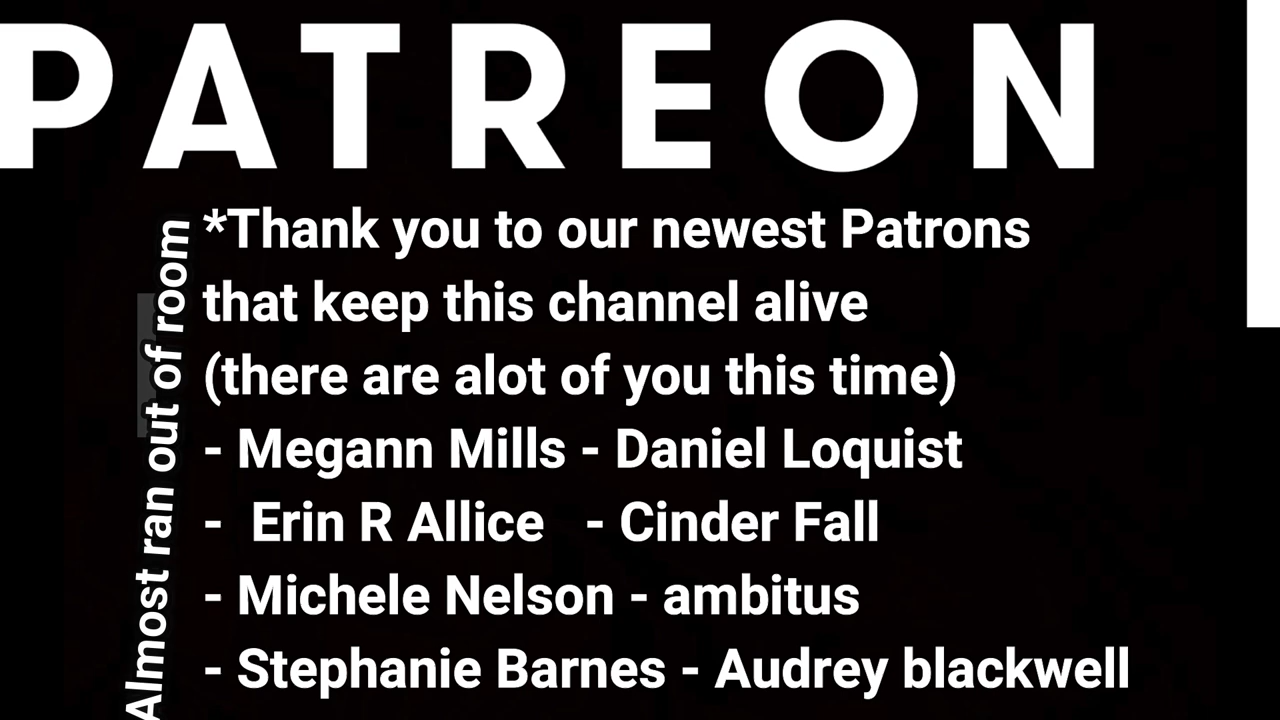 PATREON
*Thank you to our newest Patrons
that keep this channel alive
(there are alot of you this time)
- Megann Mills - Daniel Loquist
- Erin R Allice - Cinder Fall
- Michele Nelson - ambitus
- Stephanie Barnes - Audrey blackwell
Almost ran out of room